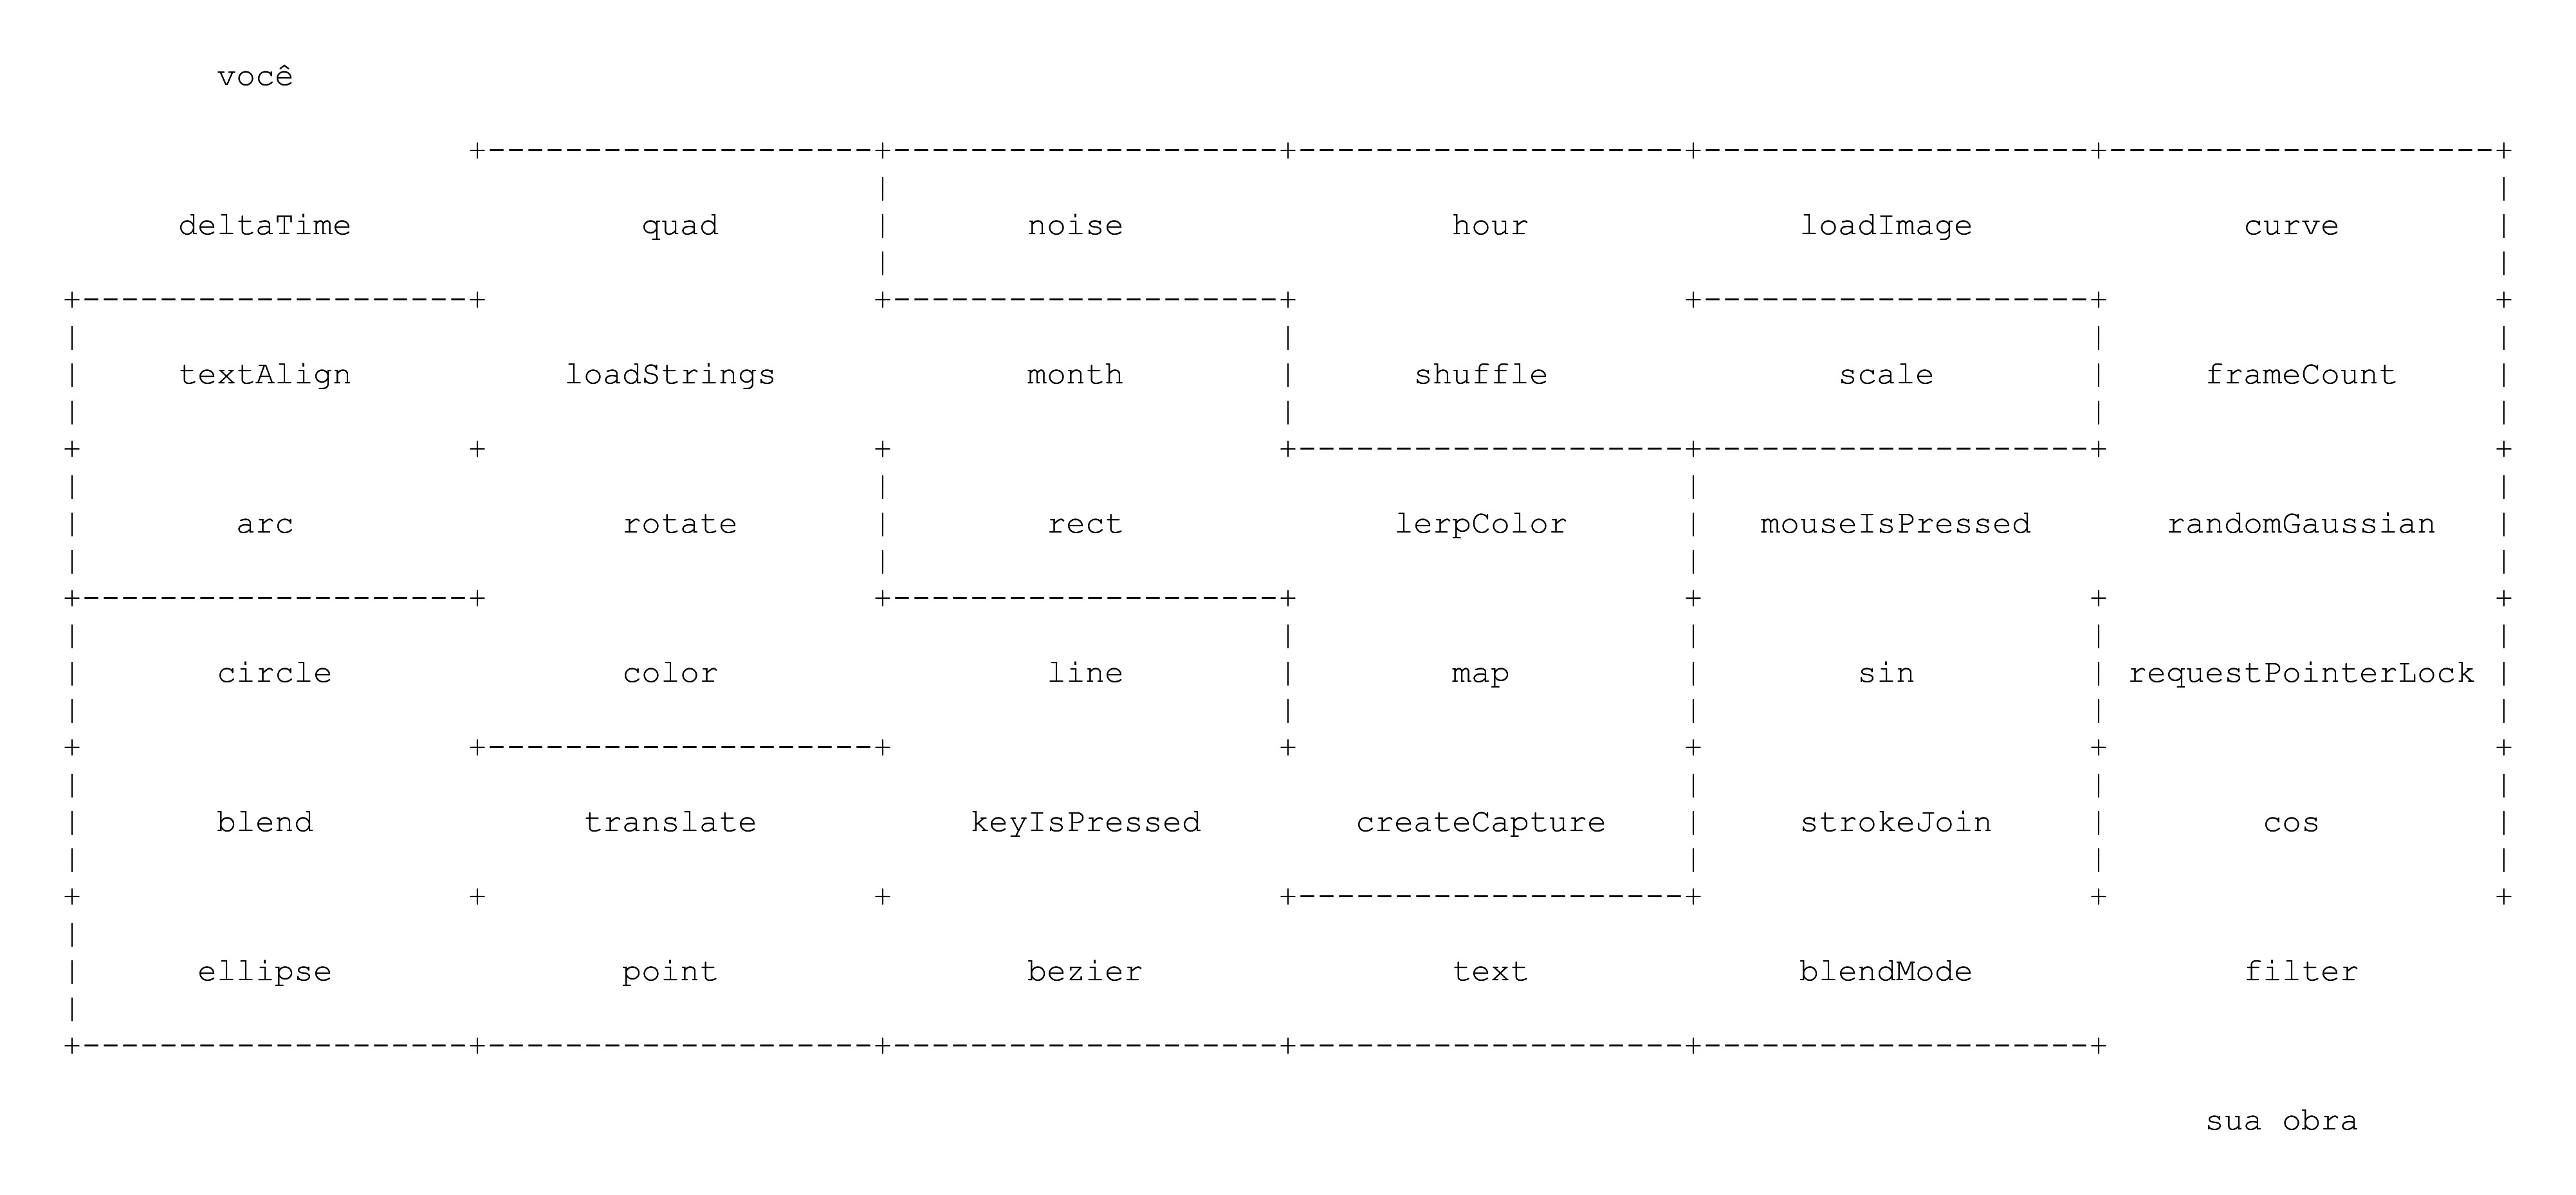 você
deltaTime quad noise hour loadImage curve
textAlign loadStrings month shuffle scale frameCount
arc rotate rect lerpColor mouseIsPressed randomGaussian
circle color line map sin requestPointerLock
blend translate keyIsPressed createCapture strokeJoin cos
ellipse point bezier text blendMode filter
sua obra